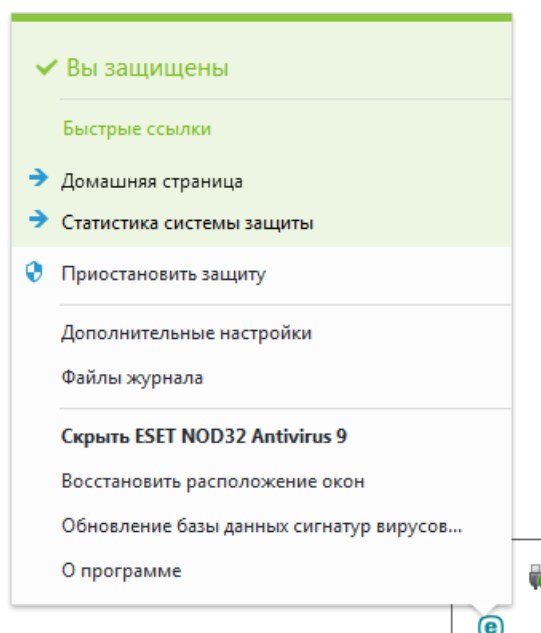 Вы защищены
Быстрые ссылки
Домашняя страница
Статистика системы защиты
Приостановить защиту
Дополнительные настройки
Файлы журнала
Скрыть ESET NOD32 Antivirus 9
Восстановить расположение окон
Обновление базы данных сигнатур вирусов...
О программе
e